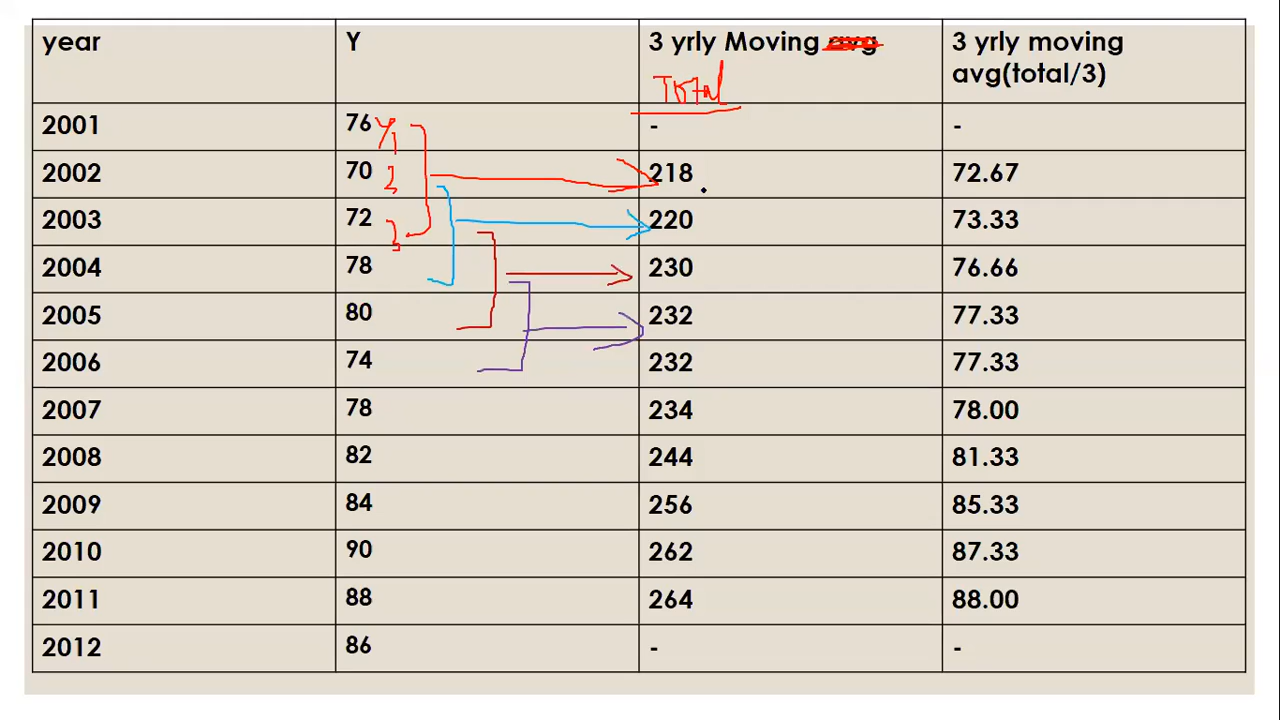 year Y 3 yrly Moving avg 3 yrly moving
Total avg(total/3)
2001 76 Y1 - -
2002 70 2 218 72.67
2003 72 3 220 73.33
2004 78 230 76.66
2005 80 232 77.33
2006 74 232 77.33
2007 78 234 78.00
2008 82 244 81.33
2009 84 256 85.33
2010 90 262 87.33
2011 88 264 88.00
2012 86 - -